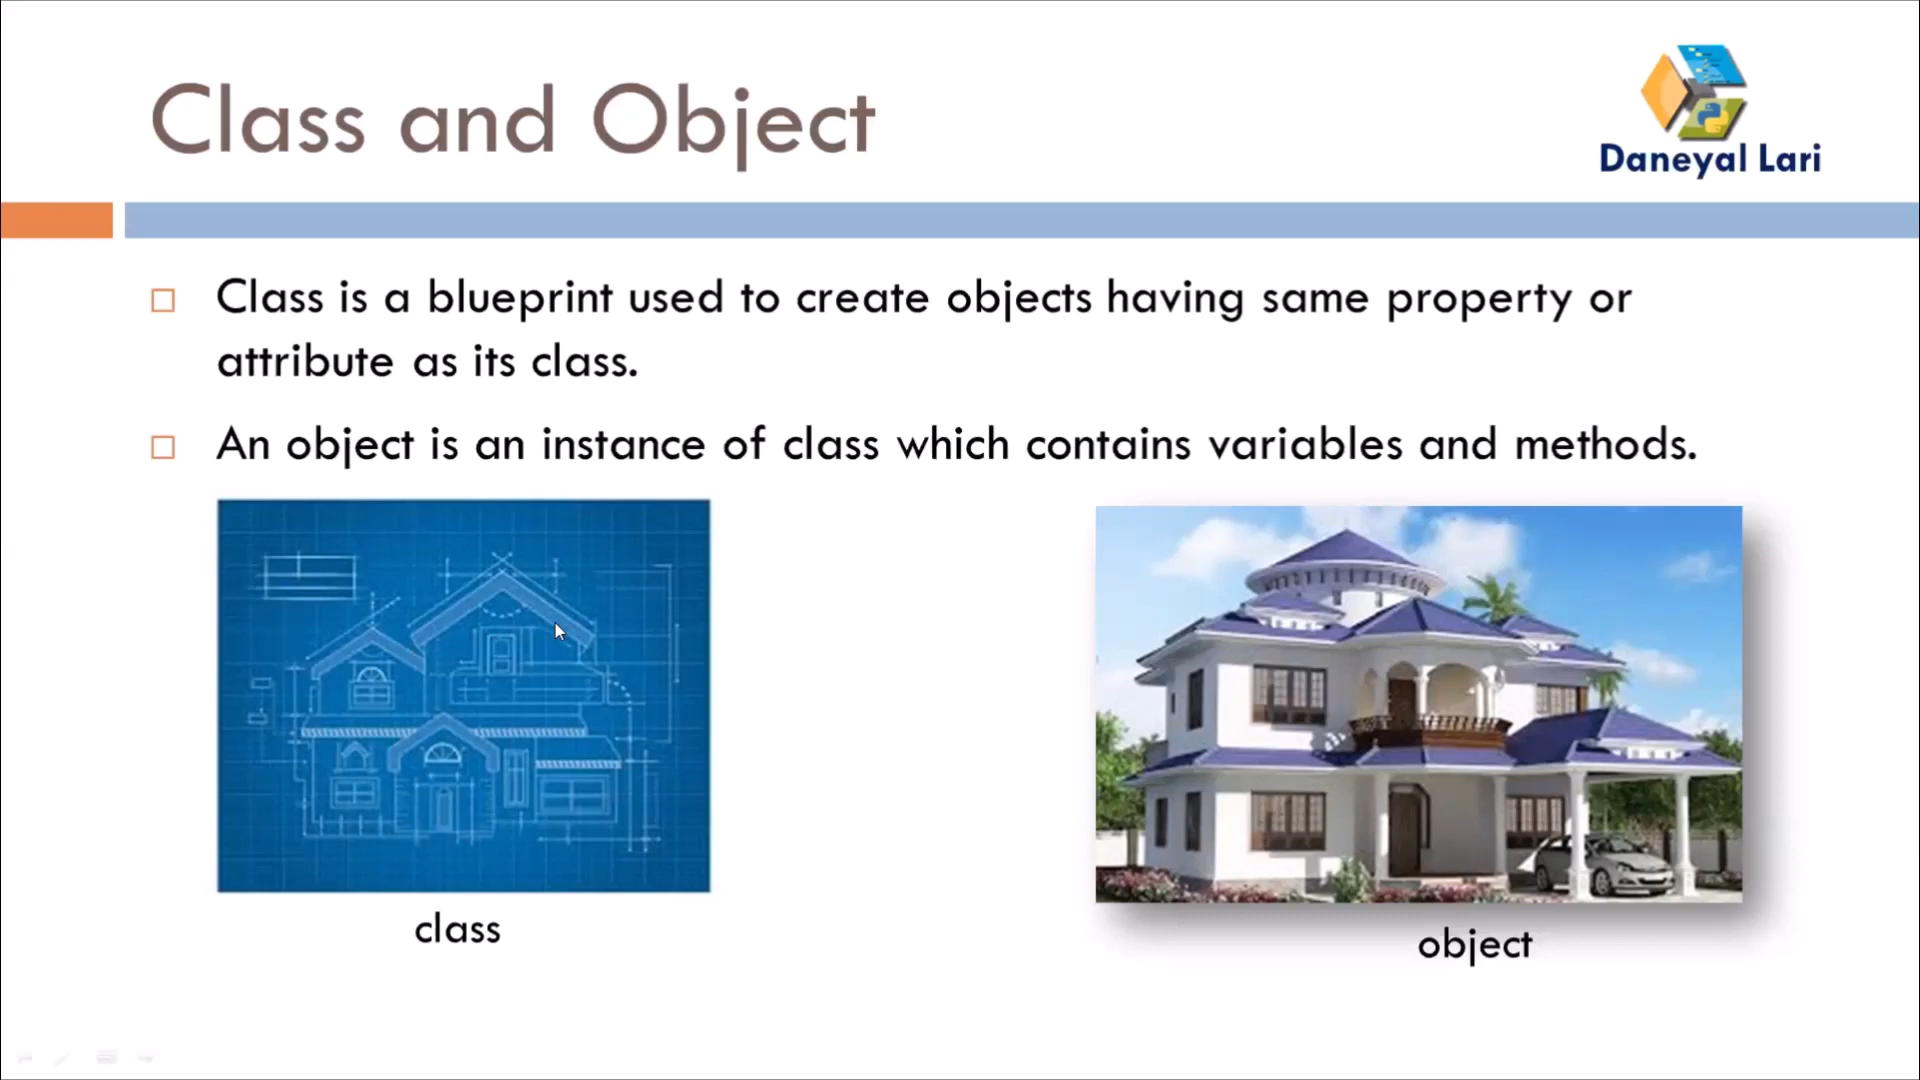 Class and Object
Daneyal Lari
Class is a blueprint used to create objects having same property or
attribute as its class.
An object is an instance of class which contains variables and methods.
class
object